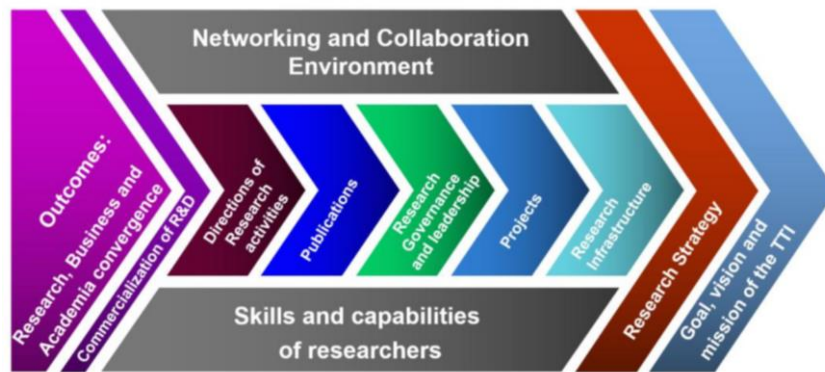 Networking and Collaboration
Environment
Outcomes:
Research, Business and
Academia convergence
Commercialization of R&D
Directions of
Research
activities
Publications
Research
Governance
and leadership
Projects
Research
Infrastructure
Research Strategy
Goal, vision and
mission of the TTI
Skills and capabilities
of researchers